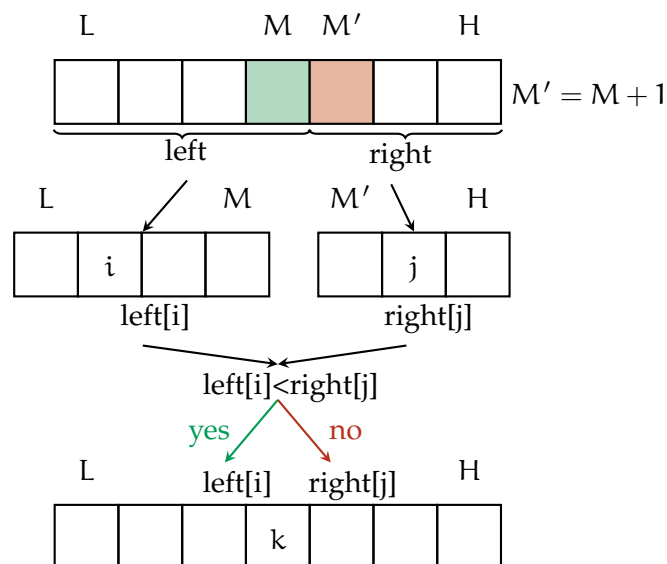 L M M′ H
M′ = M + 1
left right
L M M′ H
i j
left[i] right[j]
left[i]<right[j]
yes no
L left[i] right[j] H
k